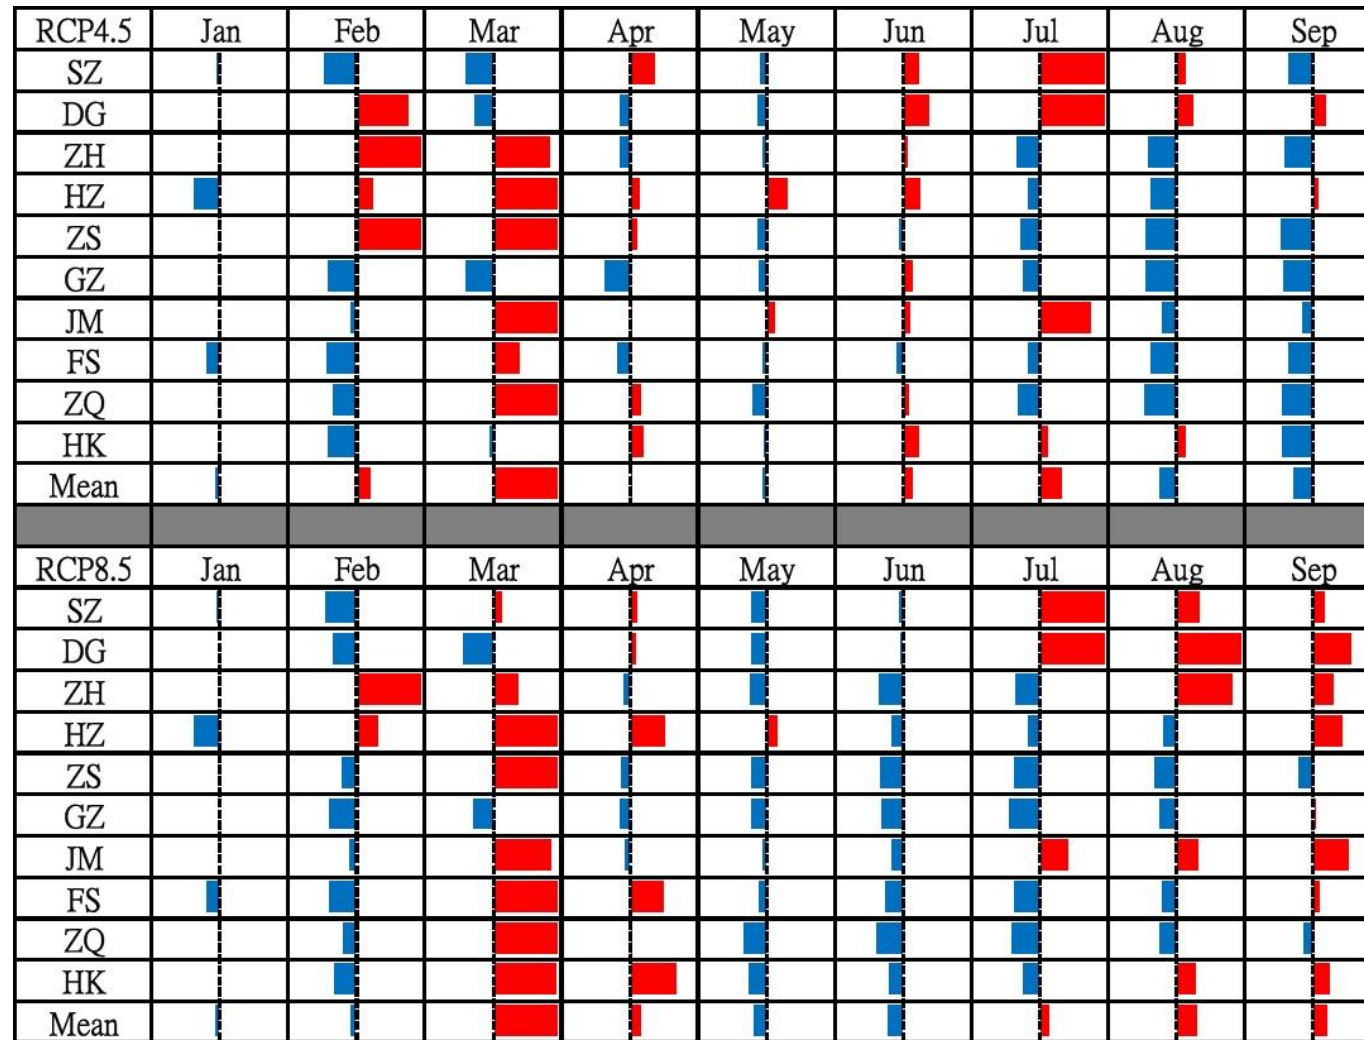 RCP4.5 Jan Feb Mar Apr May Jun Jul Aug Sep
SZ
DG
ZH
HZ
ZS
GZ
JM
FS
ZQ
HK
Mean
RCP8.5 Jan Feb Mar Apr May Jun Jul Aug Sep
SZ
DG
ZH
HZ
ZS
GZ
JM
FS
ZQ
HK
Mean